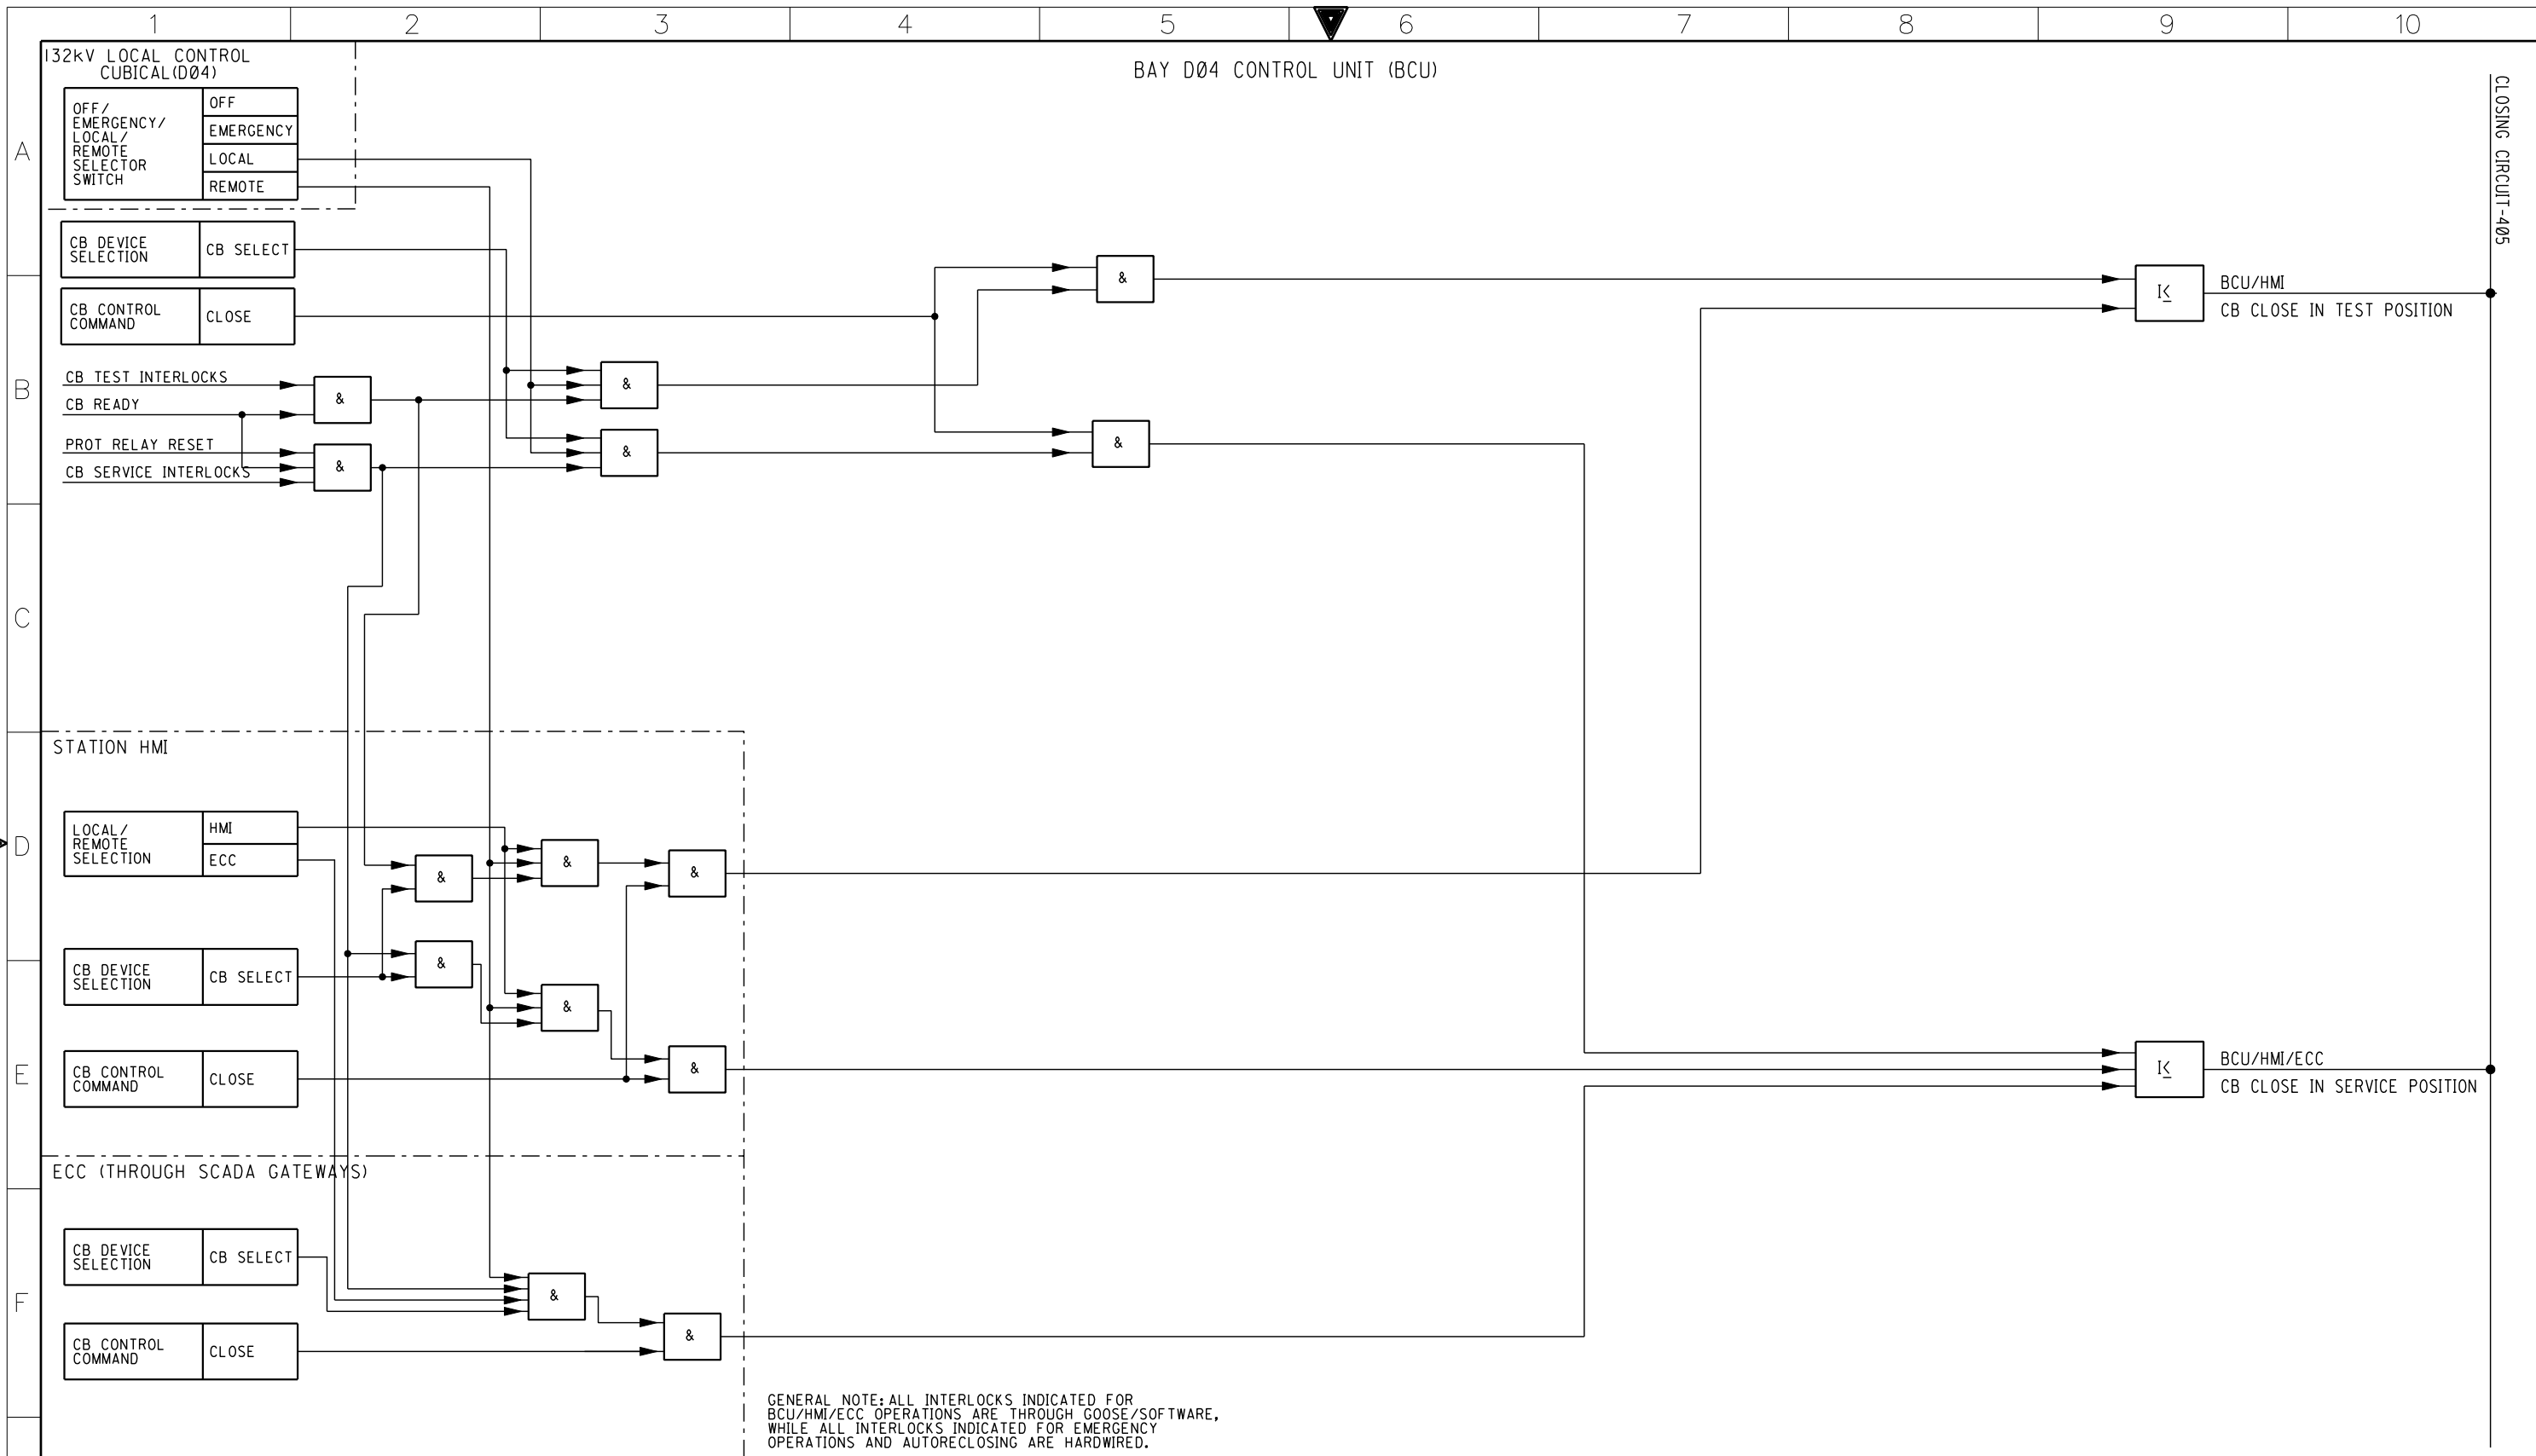 1 2 3 4 5 6 7 8 9 10
132kV LOCAL CONTROL
CUBICAL(DØ4)
BAY DØ4 CONTROL UNIT (BCU)
CLOSING CIRCUIT-4Ø5
A
OFF/
EMERGENCY/
LOCAL/
REMOTE
SELECTOR
SWITCH
OFF
EMERGENCY
LOCAL
REMOTE
CB DEVICE
SELECTION
CB SELECT
&
B
CB CONTROL
COMMAND
CLOSE
1<
BCU/HMI
CB CLOSE IN TEST POSITION
CB TEST INTERLOCKS
CB READY
&
&
PROT RELAY RESET
CB SERVICE INTERLOCKS
&
&
&
C
STATION HMI
D
LOCAL/
REMOTE
SELECTION
HMI
ECC
&
&
&
CB DEVICE
SELECTION
CB SELECT
&
&
E
CB CONTROL
COMMAND
CLOSE
&
1<
BCU/HMI/ECC
CB CLOSE IN SERVICE POSITION
ECC (THROUGH SCADA GATEWAYS)
F
CB DEVICE
SELECTION
CB SELECT
&
CB CONTROL
COMMAND
CLOSE
&
GENERAL NOTE:ALL INTERLOCKS INDICATED FOR
BCU/HMI/ECC OPERATIONS ARE THROUGH GOOSE/SOFTWARE,
WHILE ALL INTERLOCKS INDICATED FOR EMERGENCY
OPERATIONS AND AUTORECLOSING ARE HARDWIRED.